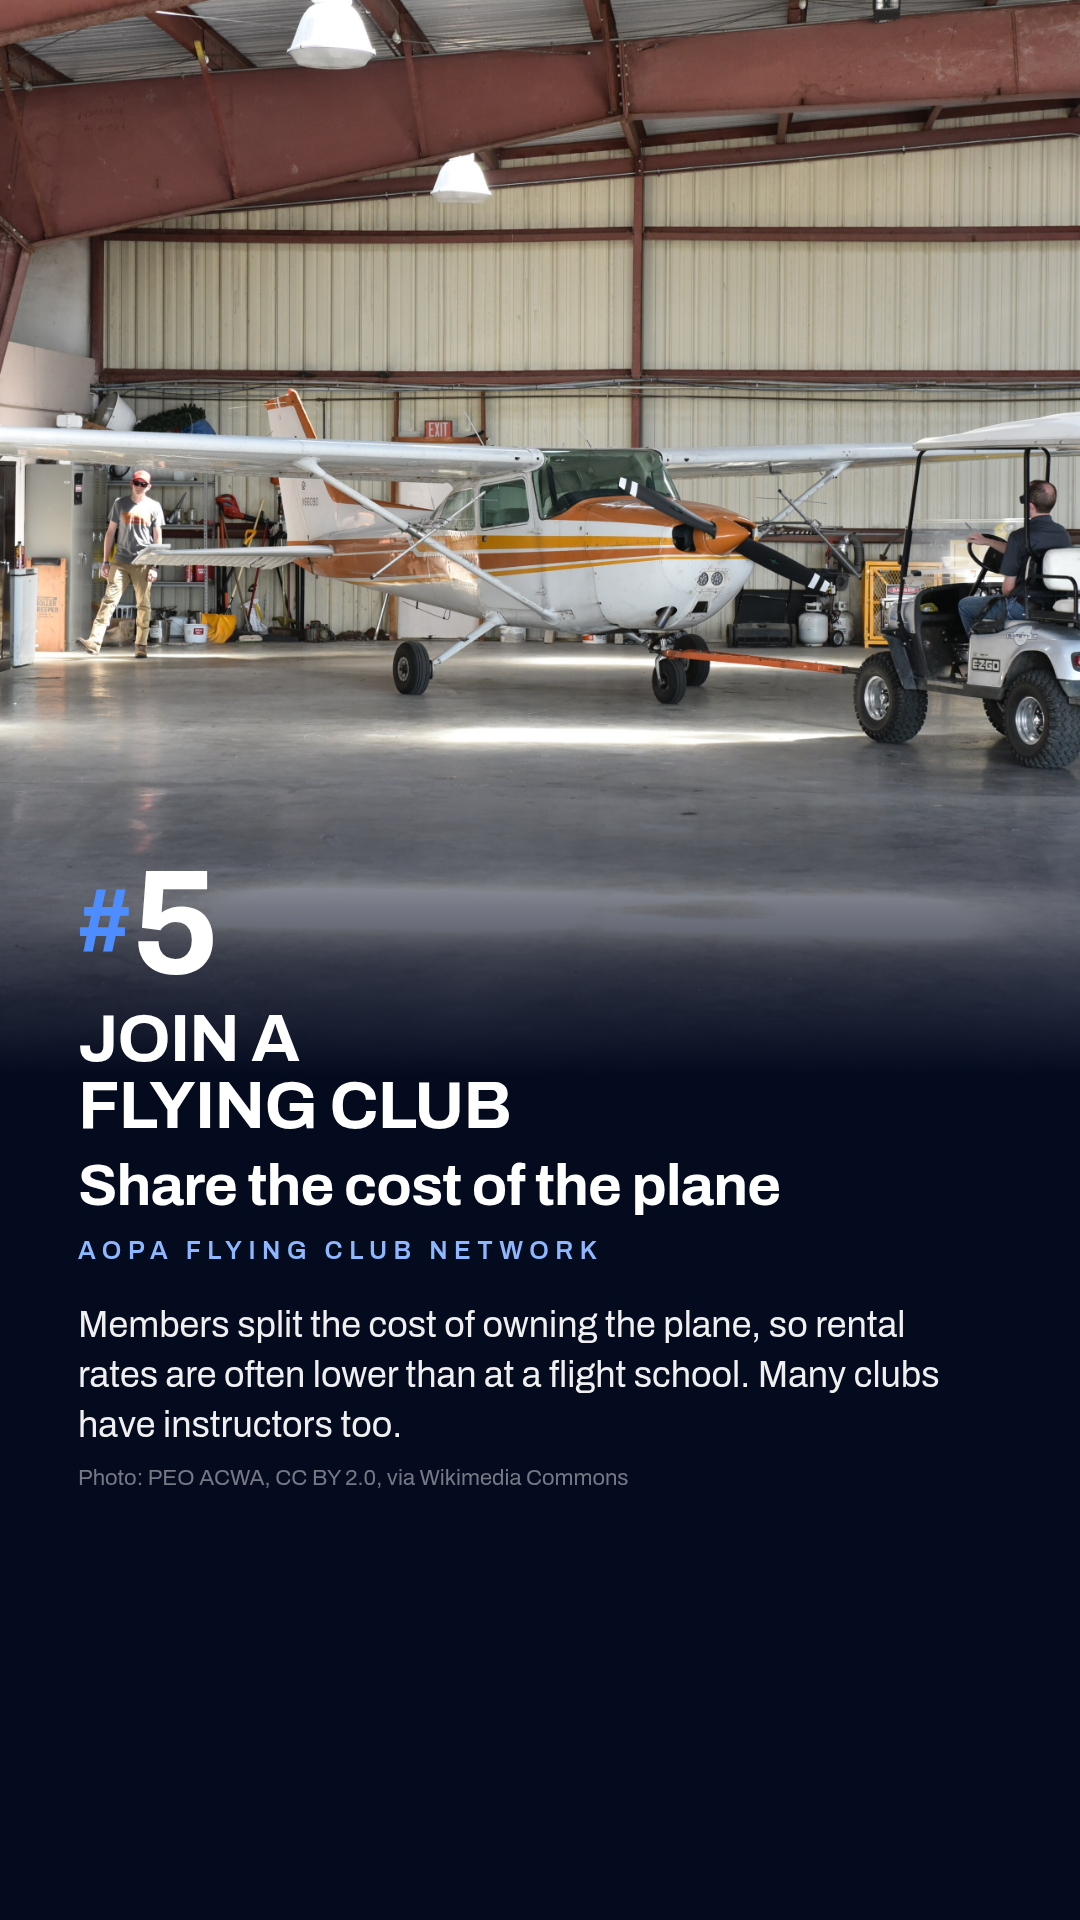 EXIT
E-Z-GO
#5
JOIN A
FLYING CLUB
Share the cost of the plane
AOPA FLYING CLUB NETWORK
Members split the cost of owning the plane, so rental
rates are often lower than at a flight school. Many clubs
have instructors too.
Photo: PEO ACWA, CC BY 2.0, via Wikimedia Commons